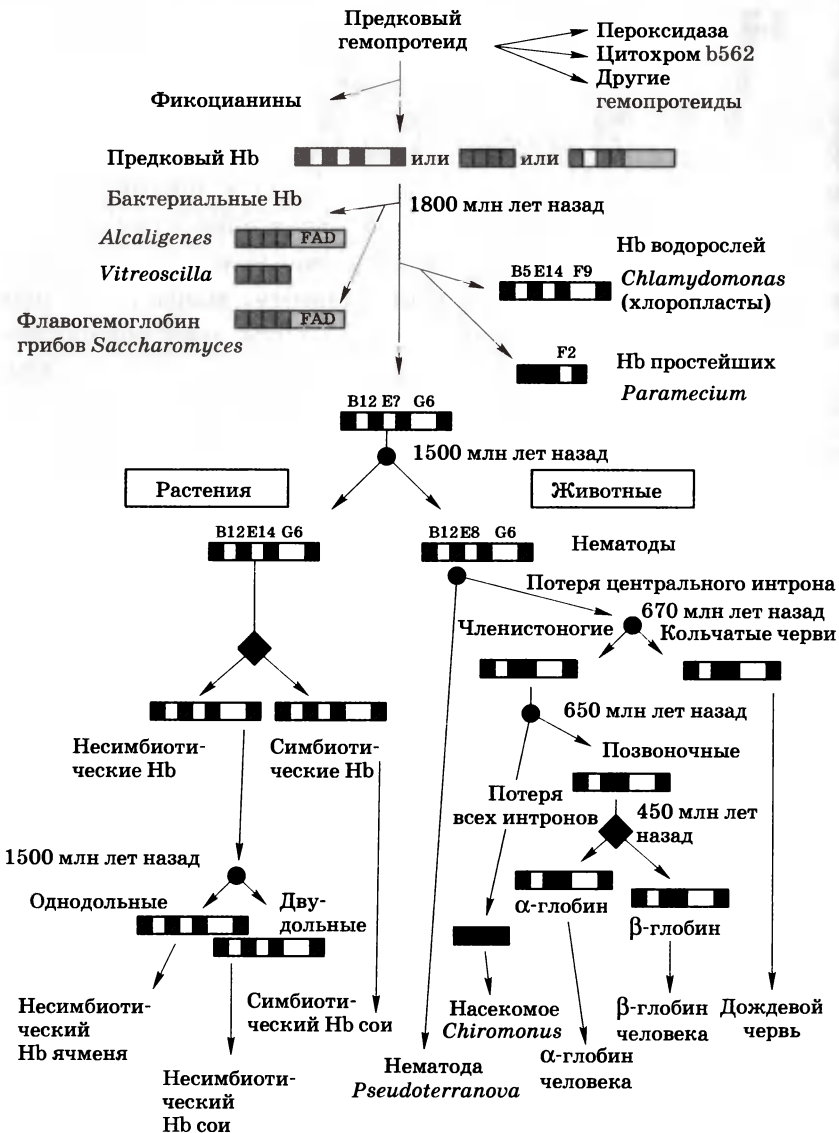 Предковый
гемопротеид
Пероксидаза
Цитохром b562
Другие
гемопротеиды
Фикоцианины
Предковый Hb или или
Бактериальные Hb
1800 млн лет назад
Alcaligenes FAD
Vitreoscilla
Флавогемоглобин FAD
грибов Saccharomyces
Hb водорослей
B5 E14 F9
Chlamydomonas
(хлоропласты)
F2
Hb простейших
Paramecium
B12 E? G6
1500 млн лет назад
Растения
Животные
B12 E14 G6
B12 E8 G6
Нематоды
Потеря центрального интрона
670 млн лет назад
Членистоногие
Кольчатые черви
650 млн лет назад
Несимбиоти-
ческие Hb
Симбиоти-
ческие Hb
Позвоночные
Потеря
всех интронов
450 млн лет
назад
1500 млн лет назад
Однодольные
Дву-
дольные
α-глобин
β-глобин
Несимбиоти-
ческий
Hb ячменя
Симбиоти-
ческий Hb сои
Насекомое
Chiromonus
β-глобин
человека
Дождевой
червь
Несимбиоти-
ческий
Hb сои
Нематода
Pseudoterranova
α-глобин
человека